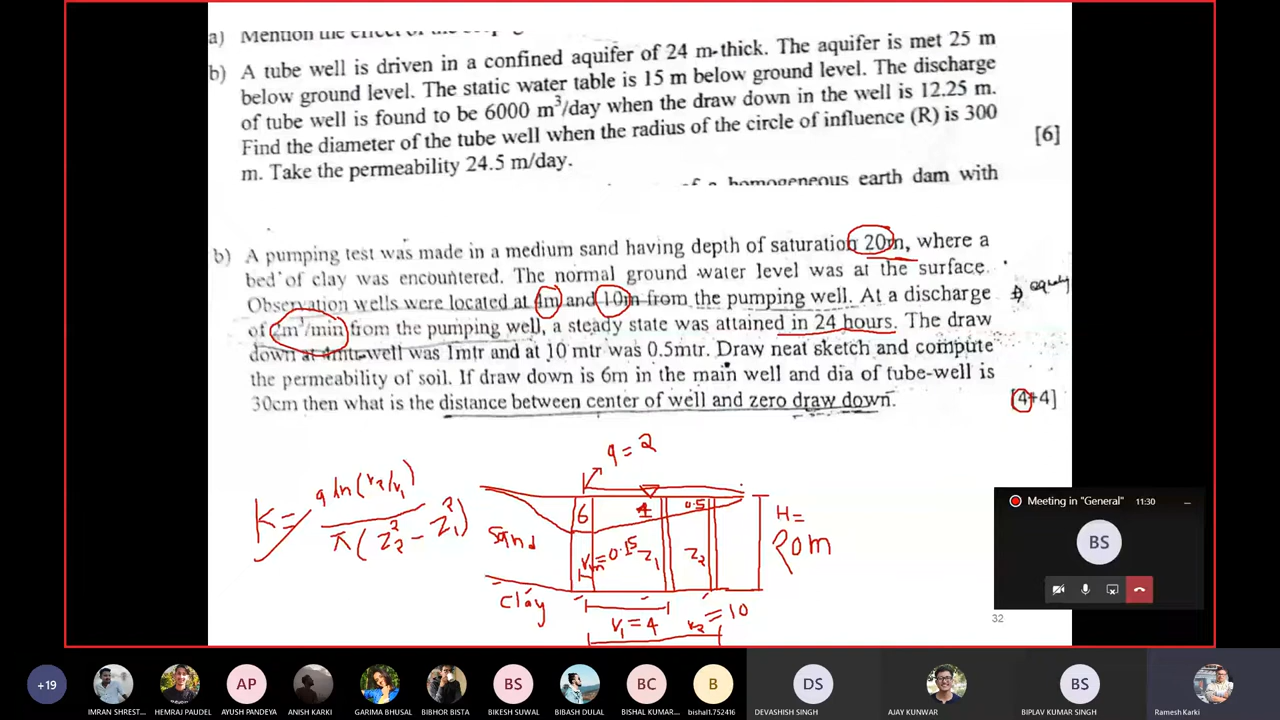 a) Mention the effect of the
b) A tube well is driven in a confined aquifer of 24 m-thick. The aquifer is met 25 m
below ground level. The static water table is 15 m below ground level. The discharge
of tube well is found to be 6000 m³/day when the draw down in the well is 12.25 m.
Find the diameter of the tube well when the radius of the circle of influence (R) is 300
m. Take the permeability 24.5 m/day.
[6]
of a homogeneous earth dam with
b) A pumping test was made in a medium sand having depth of saturation 20m, where a
bed of clay was encountered. The normal ground water level was at the surface.
Observation wells were located at 4m and 10m from the pumping well. At a discharge
of 2m³/min from the pumping well, a steady state was attained in 24 hours. The draw
down at 4mtr well was 1mtr and at 10 mtr was 0.5mtr. Draw neat sketch and compute
the permeability of soil. If draw down is 6m in the main well and dia of tube-well is
30cm then what is the distance between center of well and zero draw down.
[4+4]
q = 2
K = q ln(r₂/r₁)
π(Z₂² - Z₁²)
6 1 0.5
H =
20m
Sand
r = 0.15 Z₁ Z₂
Clay
r₁ = 4 r₂ = 10
Meeting in "General" 11:30
BS
32
+19
IMRAN SHREST...
HEMRAJ PAUDEL
AP
AYUSH PANDEYA
ANISH KARKI
GARIMA BHUSAL
BIBHOR BISTA
BS
BIKESH SUWAL
BIBASH DULAL
BC
BISHAL KUMAR...
B
bishal1.752416
DS
DEVASHISH SINGH
AJAY KUNWAR
BS
BIPLAV KUMAR SINGH
Ramesh Karki